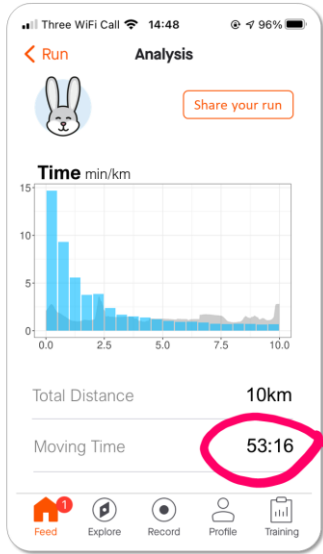 Three WiFi Call 14:48 96%
Run Analysis
Share your run
Time min/km
15
10
5
0
0.0 2.5 5.0 7.5 10.0
Total Distance 10km
Moving Time 53:16
1
Feed Explore Record Profile Training